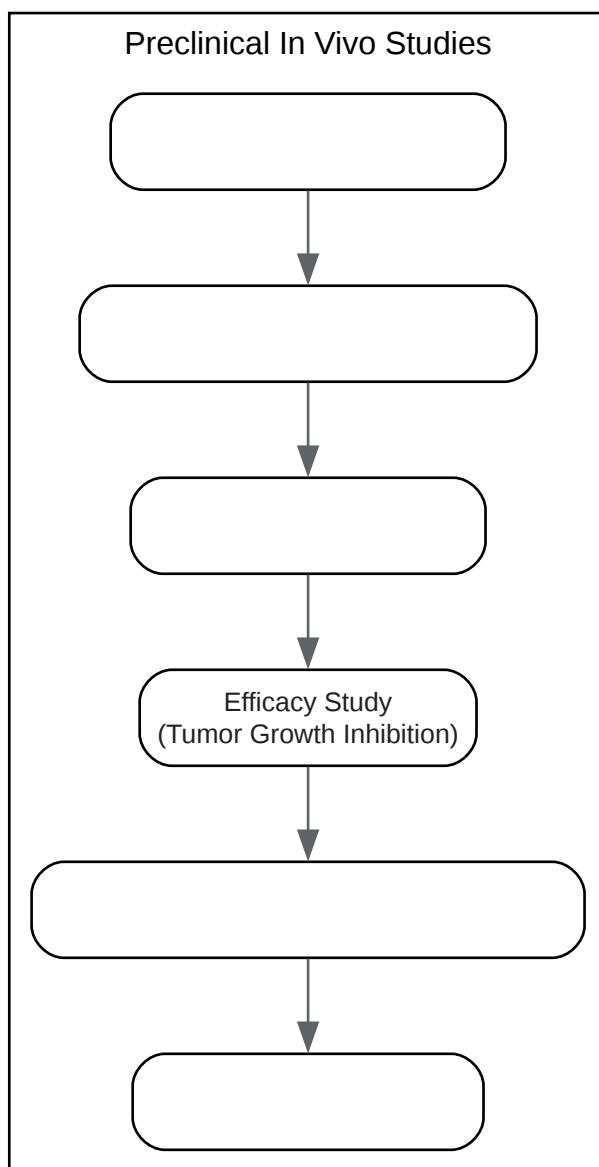 Preclinical In Vivo Studies
Efficacy Study
(Tumor Growth Inhibition)